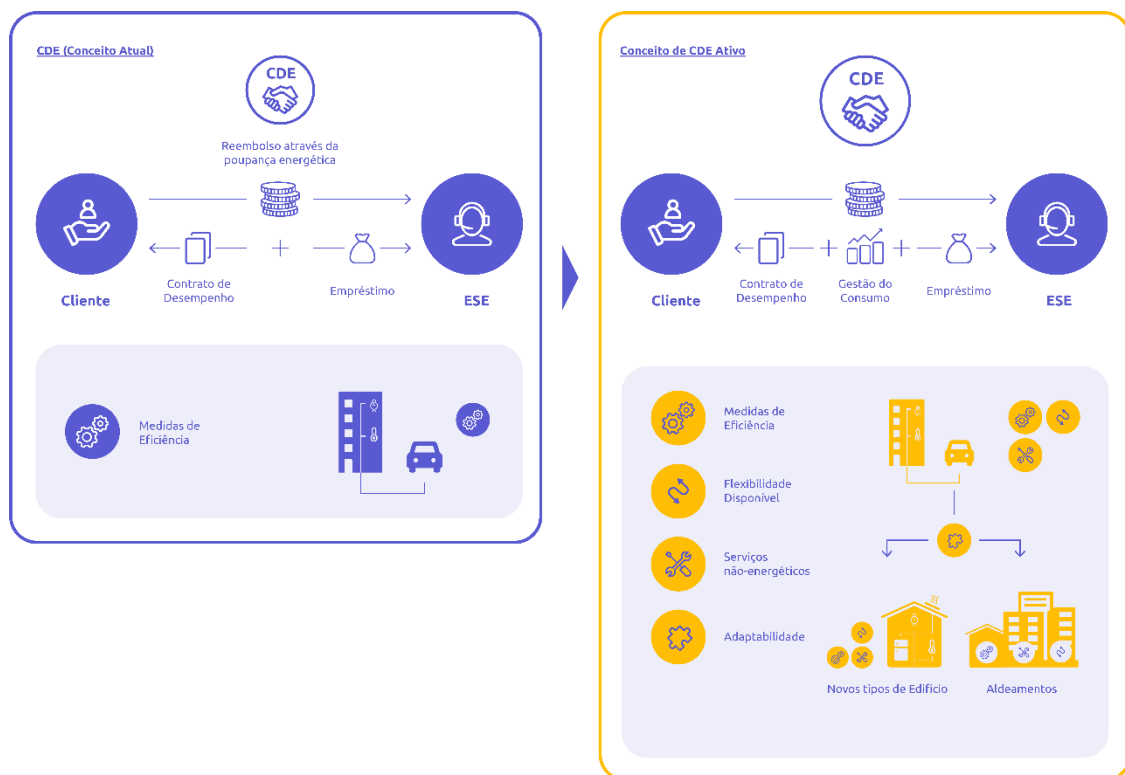 CDE (Conceito Atual)
CDE
Reembolso através da
poupança energética
Contrato de
Desempenho
Empréstimo
Cliente
ESE
Medidas de
Eficiência
Conceito de CDE Ativo
CDE
Contrato de
Desempenho
Gestão do
Consumo
Empréstimo
Cliente
ESE
Medidas de
Eficiência
Flexibilidade
Disponível
Serviços
não-energéticos
Adaptabilidade
Novos tipos de Edifício
Aldeamentos